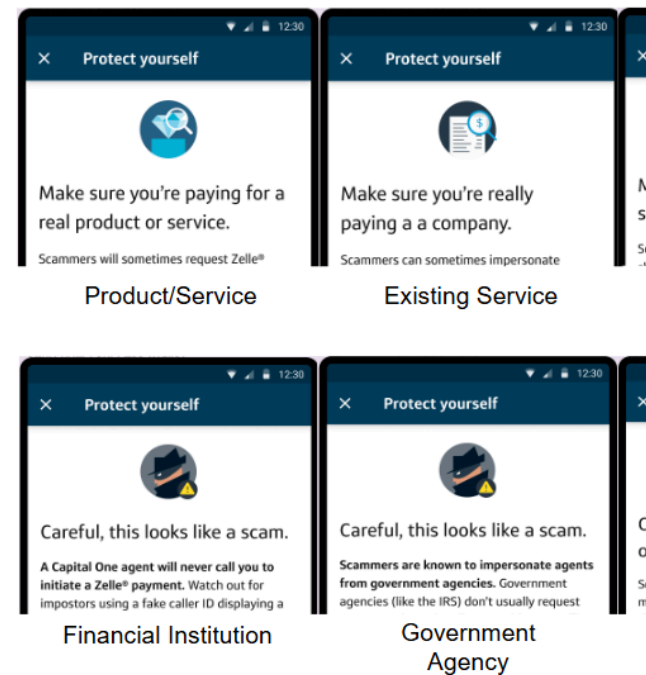 12:30
Protect yourself
Make sure you're paying for a
real product or service.
Scammers will sometimes request Zelle®
Product/Service
12:30
Protect yourself
$
Make sure you're really
paying a a company.
Scammers can sometimes impersonate
Existing Service
12:30
Protect yourself
Careful, this looks like a scam.
A Capital One agent will never call you to
initiate a Zelle® payment. Watch out for
impostors using a fake caller ID displaying a
Financial Institution
12:30
Protect yourself
Careful, this looks like a scam.
Scammers are known to impersonate agents
from government agencies. Government
agencies (like the IRS) don't usually request
Government
Agency